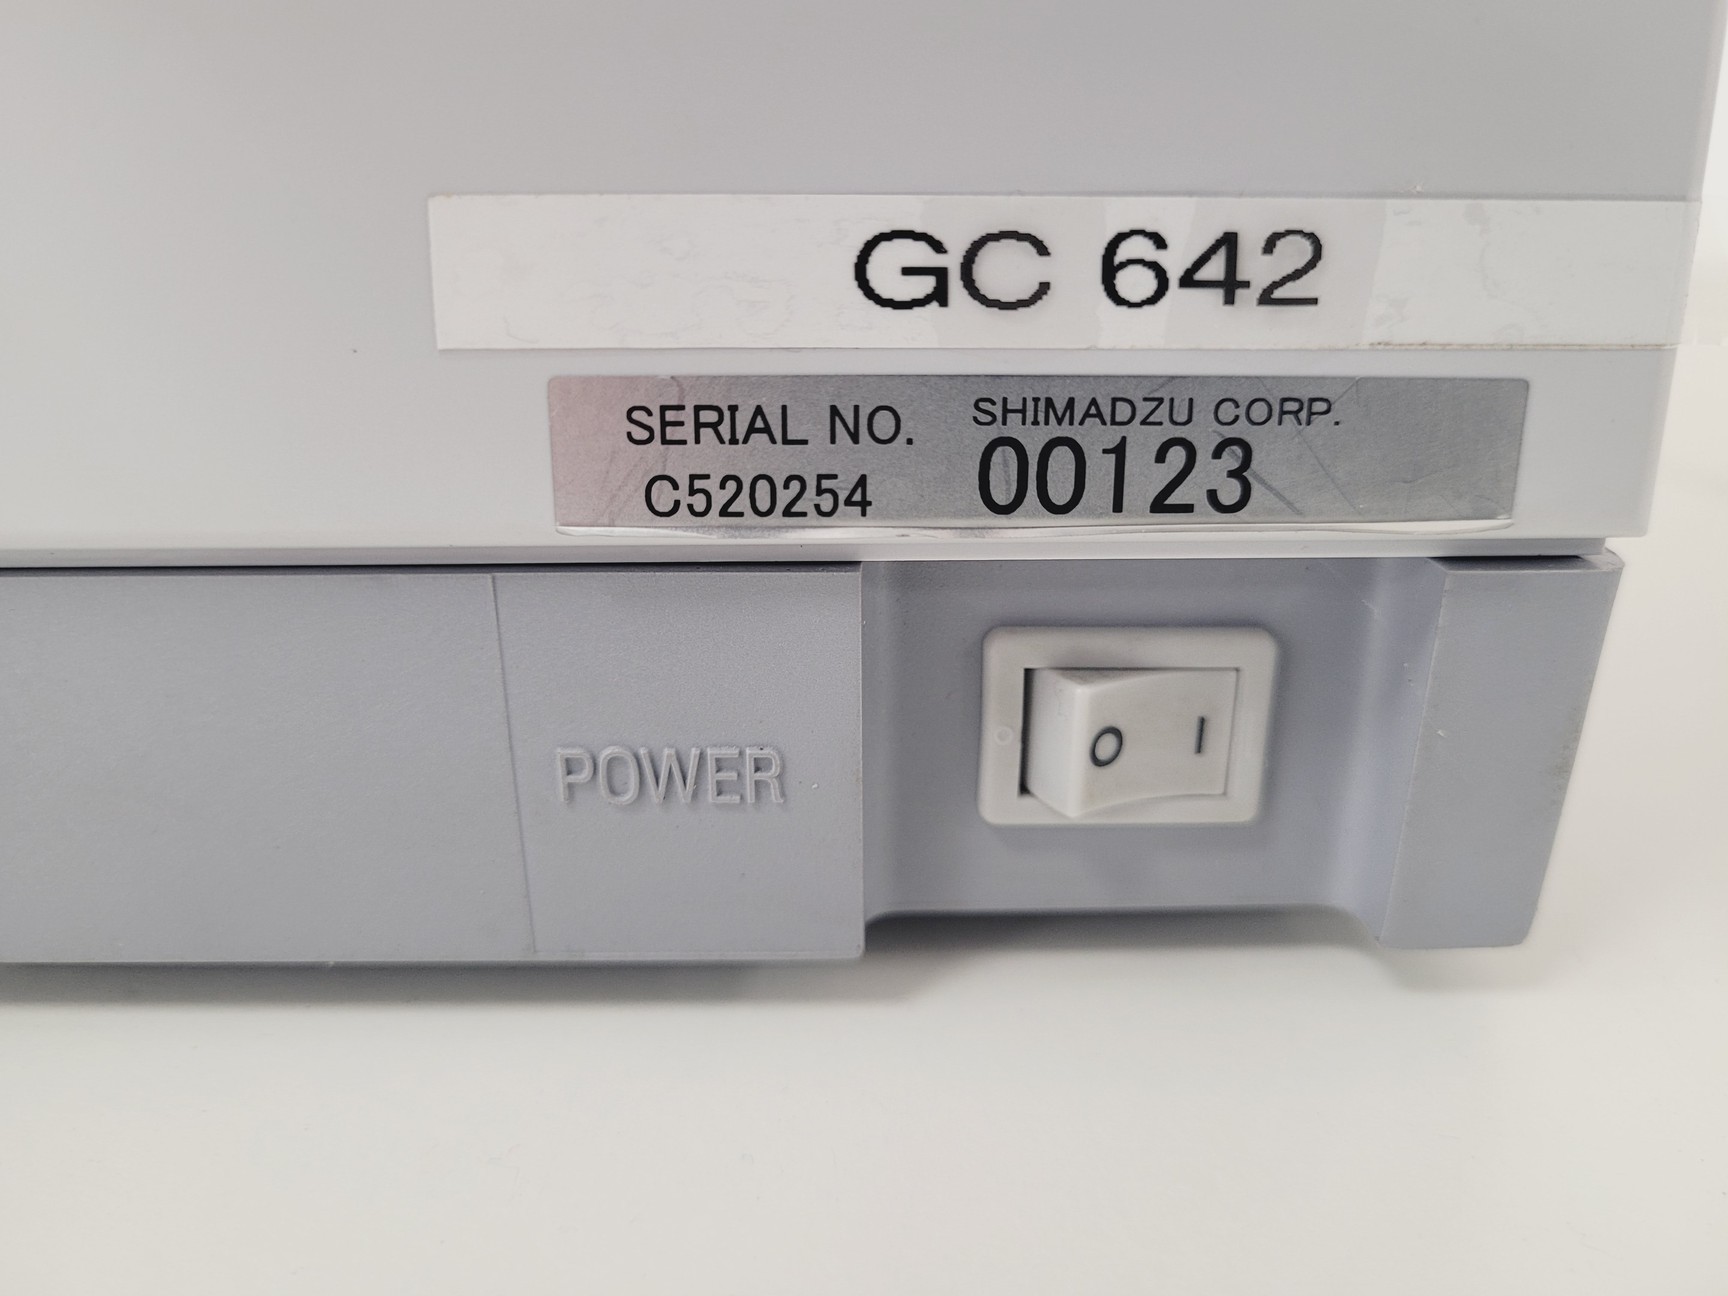 GC 642
SERIAL NO. SHIMADZU CORP.
C520254 00123
POWER
O I